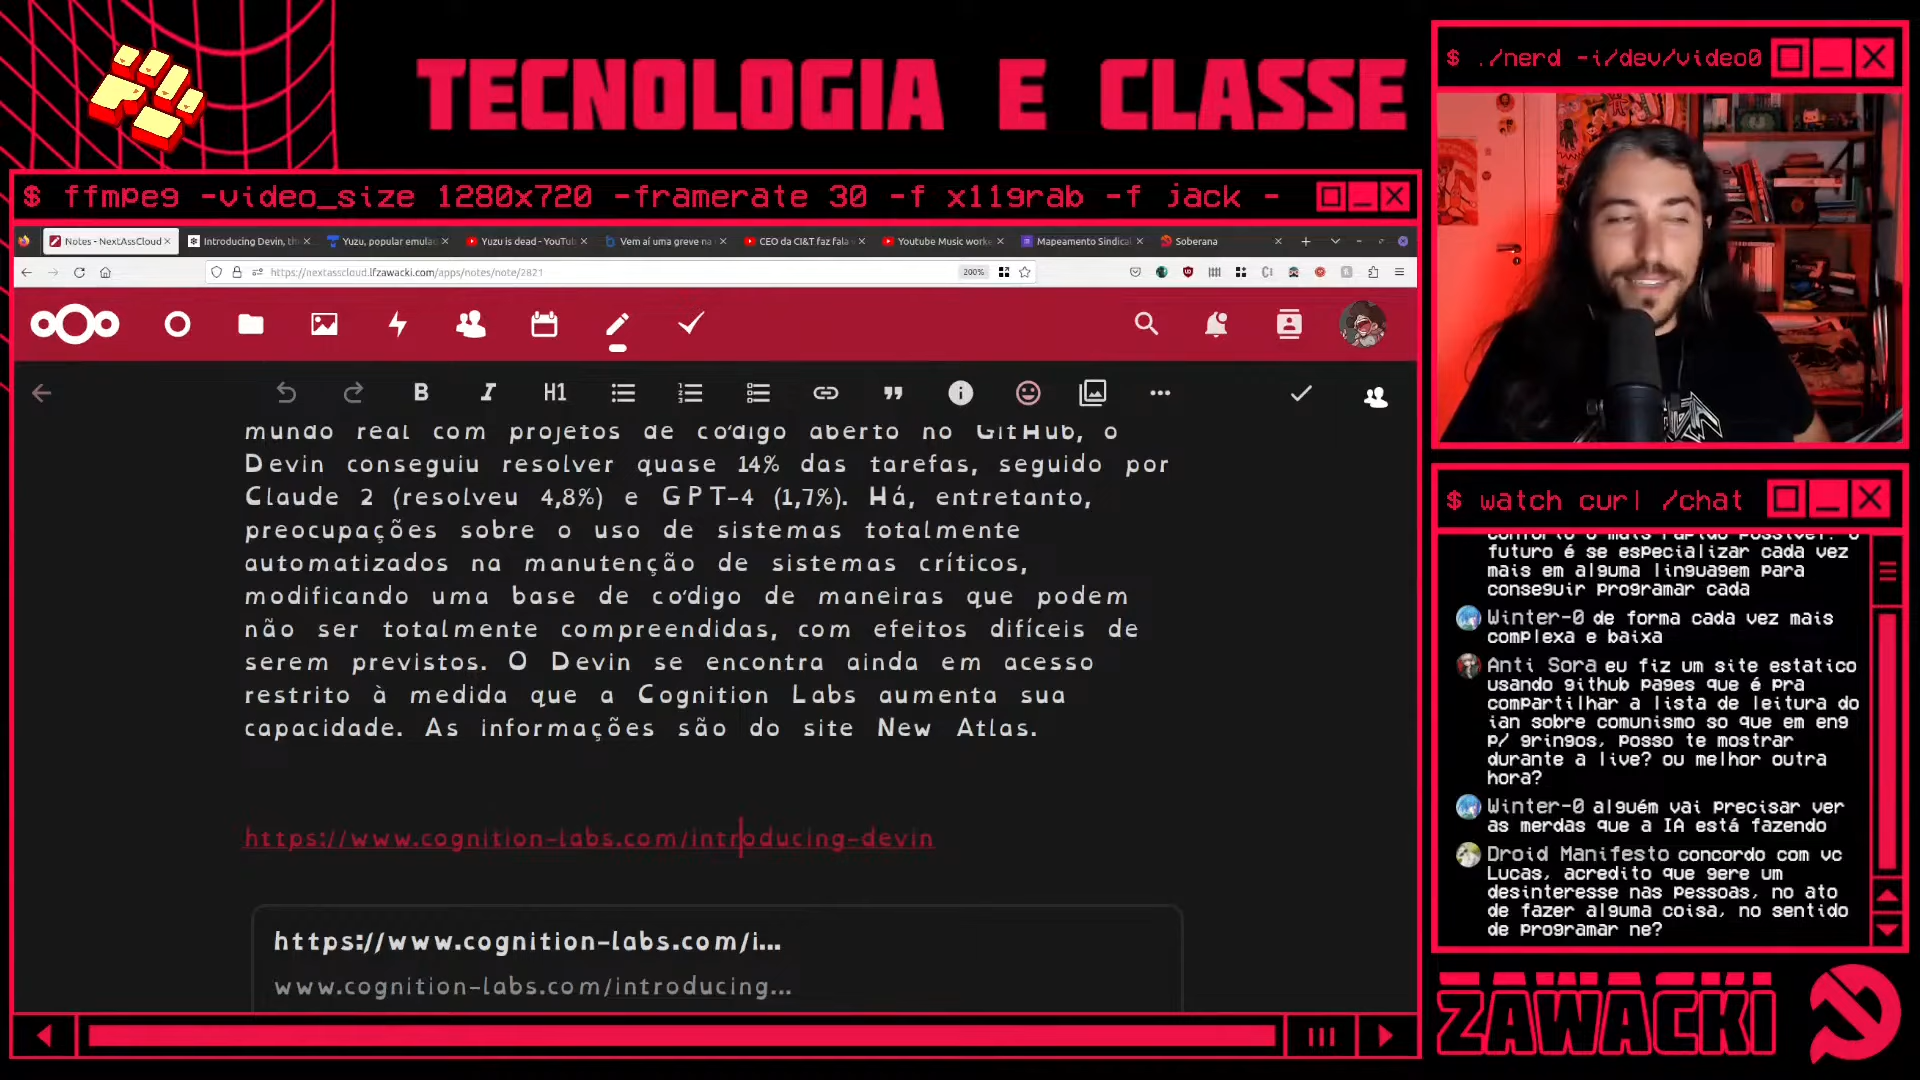 TECNOLOGIA E CLASSE
$ ./nerd -i/dev/video0
$ ffmpeg -video_size 1280x720 -framerate 30 -f x11grab -f jack -
Notes - NextAssCloud
Introducing Devin, th
Yuzu, popular emula
Yuzu is dead - YouTu
Vem aí uma greve na
CEO da CI&T faz fala
Youtube Music worke
Mapeamento Sindical
Soberana
https://nextasscloud.lfzawacki.com/apps/notes/note/2821
200%
B I H1
mundo real com projetos de código aberto no GitHub, o
Devin conseguiu resolver quase 14% das tarefas, seguido por
Claude 2 (resolveu 4,8%) e GPT-4 (1,7%). Há, entretanto,
preocupações sobre o uso de sistemas totalmente
automatizados na manutenção de sistemas críticos,
modificando uma base de código de maneiras que podem
não ser totalmente compreendidas, com efeitos difíceis de
serem previstos. O Devin se encontra ainda em acesso
restrito à medida que a Cognition Labs aumenta sua
capacidade. As informações são do site New Atlas.
https://www.cognition-labs.com/introducing-devin
https://www.cognition-labs.com/i...
www.cognition-labs.com/introducing...
$ watch curl /chat
conforto o mais rápido possível. o
futuro é se especializar cada vez
mais em alguma linguagem para
conseguir programar cada
Winter-0 de forma cada vez mais
complexa e baixa
Anti Sora eu fiz um site estatico
usando github pages que é pra
compartilhar a lista de leitura do
ian sobre comunismo so que em eng
p/ gringos, posso te mostrar
durante a live? ou melhor outra
hora?
Winter-0 alguém vai precisar ver
as merdas que a IA está fazendo
Droid Manifesto concordo com vc
Lucas, acredito que gere um
desinteresse nas pessoas, no ato
de fazer alguma coisa, no sentido
de programar ne?
ZAWACKI